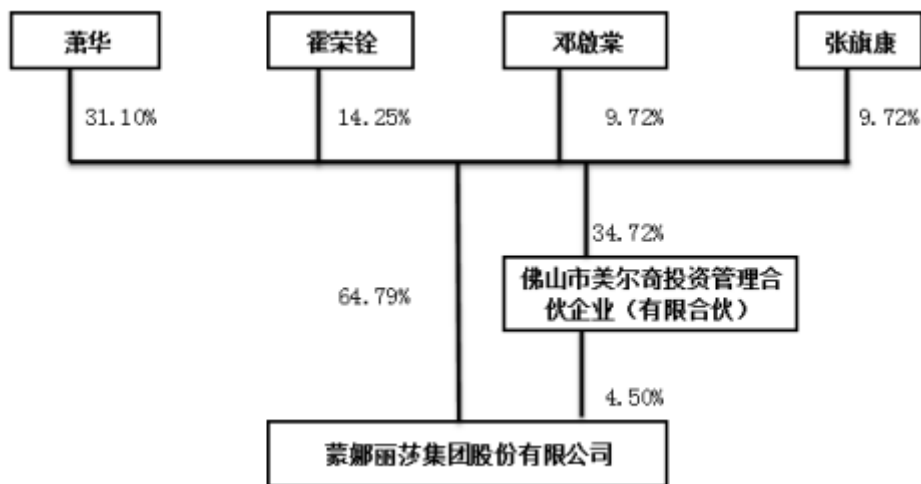 萧华
霍荣铨
邓啟棠
张旗康
31.10%
14.25%
9.72%
9.72%
34.72%
佛山市美尔奇投资管理合
伙企业（有限合伙）
64.79%
4.50%
蒙娜丽莎集团股份有限公司